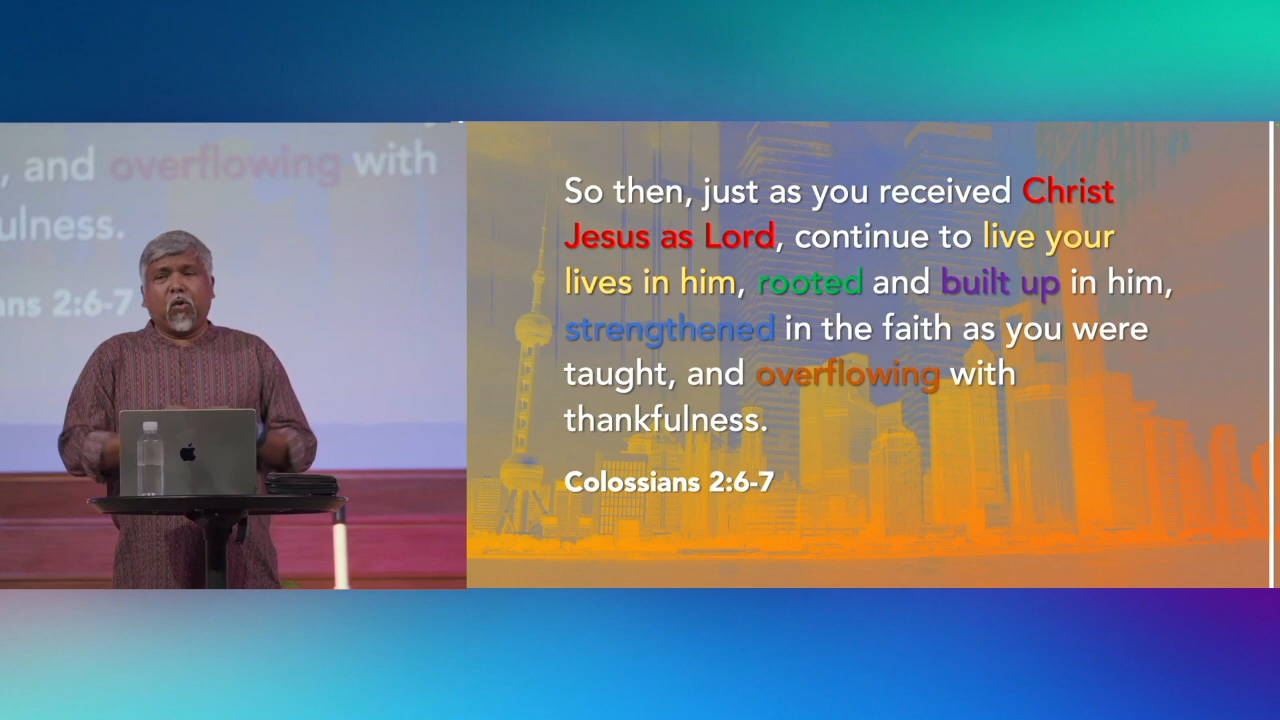 , and overflowing with
ulness.
ans 2:6-7
So then, just as you received Christ
Jesus as Lord, continue to live your
lives in him, rooted and built up in him,
strengthened in the faith as you were
taught, and overflowing with
thankfulness.
Colossians 2:6-7